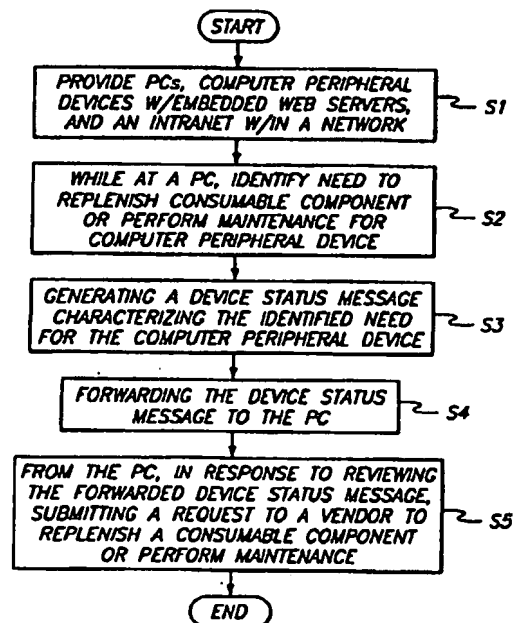 START
PROVIDE PCs, COMPUTER PERIPHERAL
DEVICES W/EMBEDDED WEB SERVERS,
AND AN INTRANET W/IN A NETWORK
S1
WHILE AT A PC, IDENTIFY NEED TO
REPLENISH CONSUMABLE COMPONENT
OR PERFORM MAINTENANCE FOR
COMPUTER PERIPHERAL DEVICE
S2
GENERATING A DEVICE STATUS MESSAGE
CHARACTERIZING THE IDENTIFIED NEED
FOR THE COMPUTER PERIPHERAL DEVICE
S3
FORWARDING THE DEVICE STATUS
MESSAGE TO THE PC
S4
FROM THE PC, IN RESPONSE TO REVIEWING
THE FORWARDED DEVICE STATUS MESSAGE,
SUBMITTING A REQUEST TO A VENDOR TO
REPLENISH A CONSUMABLE COMPONENT
OR PERFORM MAINTENANCE
S5
END